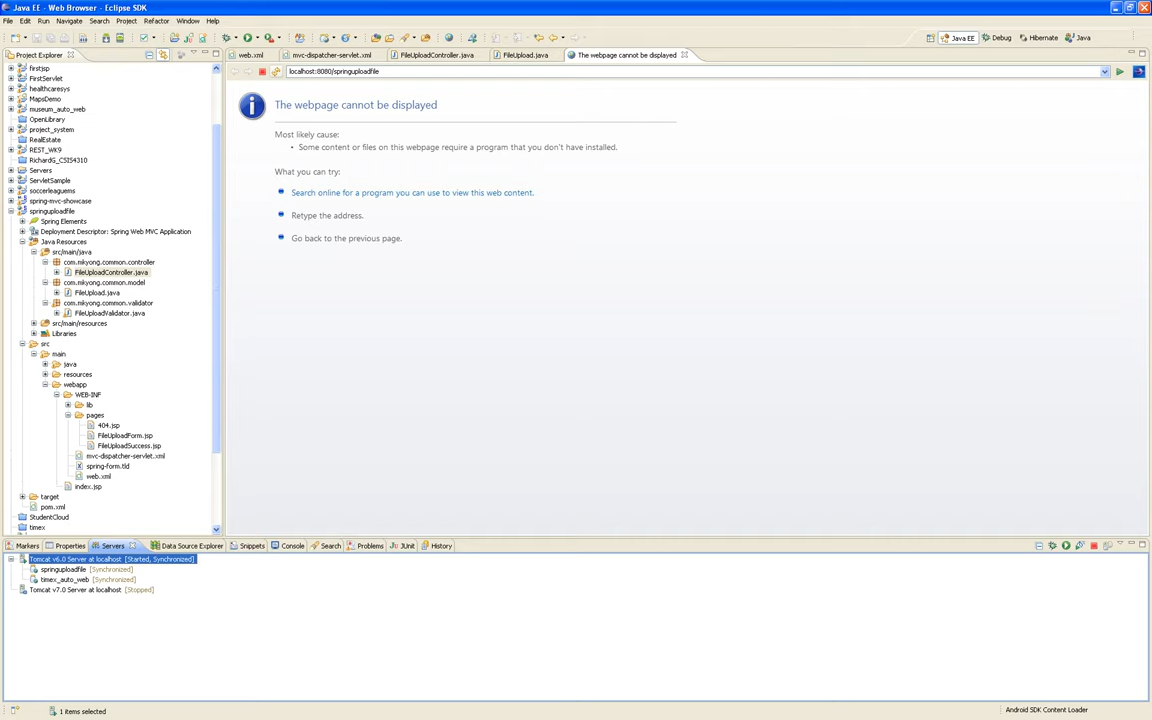 Java EE - Web Browser - Eclipse SDK
File Edit Run Navigate Search Project Refactor Window Help
Java EE Debug Hibernate Java
Project Explorer
web.xml mvc-dispatcher-servlet.xml FileUploadController.java FileUpload.java The webpage cannot be displayed
localhost:8080/springuploadfile
firstjsp
FirstServlet
healthcaresys
MapsDemo
museum_auto_web
OpenLibrary
project_system
RealEstate
REST_WK9
RichardG_CSIS4310
Servers
ServletSample
soccerleaguems
spring-mvc-showcase
springuploadfile
Spring Elements
Deployment Descriptor: Spring Web MVC Application
Java Resources
src/main/java
com.mkyong.common.controller
FileUploadController.java
com.mkyong.common.model
FileUpload.java
com.mkyong.common.validator
FileUploadValidator.java
src/main/resources
Libraries
src
main
java
resources
webapp
WEB-INF
lib
pages
404.jsp
FileUploadForm.jsp
FileUploadSuccess.jsp
mvc-dispatcher-servlet.xml
spring-form.tld
web.xml
index.jsp
target
pom.xml
StudentCloud
timex
The webpage cannot be displayed
Most likely cause:
• Some content or files on this webpage require a program that you don't have installed.
What you can try:
Search online for a program you can use to view this web content.
Retype the address.
Go back to the previous page.
Markers Properties Servers Data Source Explorer Snippets Console Search Problems JUnit History
Tomcat v6.0 Server at localhost [Started, Synchronized]
springuploadfile [Synchronized]
timex_auto_web [Synchronized]
Tomcat v7.0 Server at localhost [Stopped]
1 items selected
Android SDK Content Loader